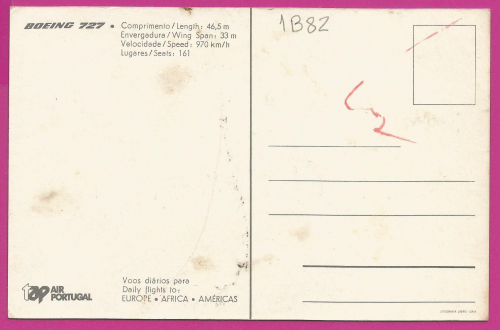 BOEING 727 • Comprimento/Length: 46,5 m
Envergadura/Wing Span: 33 m
Velocidade/Speed: 970 km/h
Lugares/Seats: 161
1B82
tap AIR PORTUGAL
Voos diários para
Daily flights to:
EUROPE • AFRICA • AMÉRICAS